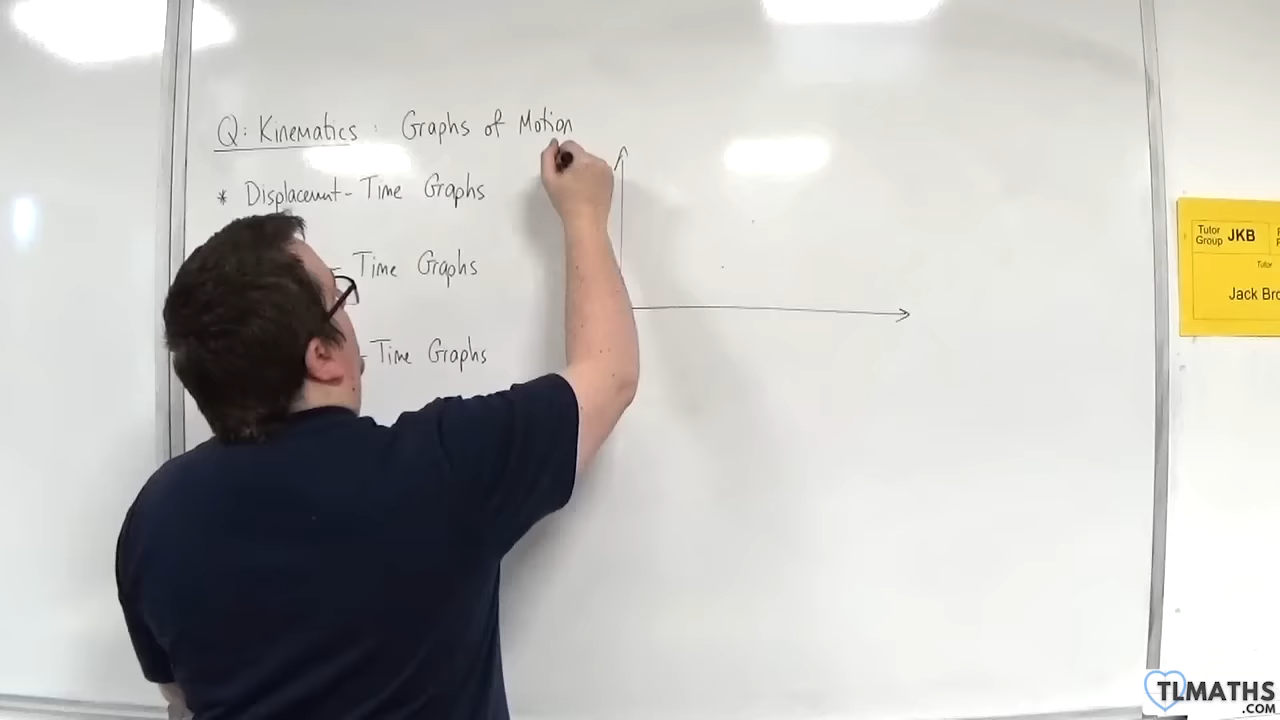 Q: Kinematics : Graphs of Motion
* Displacement - Time Graphs
- Time Graphs
- Time Graphs
Tutor Group JKB
Tutor
Jack Bro
TLMATHS
.COM